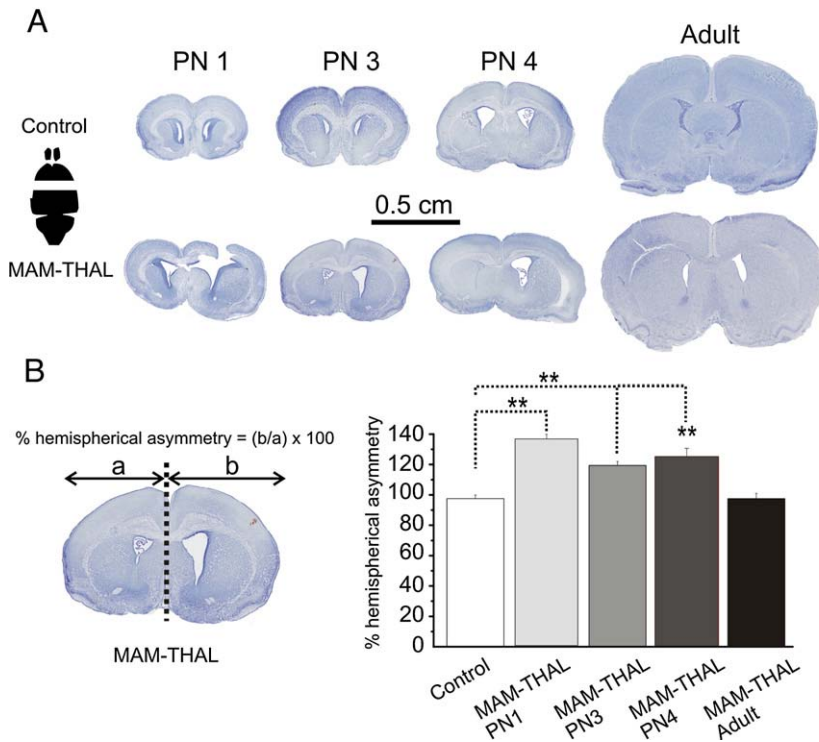 A
PN 1
PN 3
PN 4
Adult
Control
0.5 cm
MAM-THAL
B
% hemispherical asymmetry = (b/a) x 100
a
b
MAM-THAL
% hemispherical asymmetry
140
120
100
80
60
40
20
0
**
**
**
Control
MAM-THAL
PN1
MAM-THAL
PN3
MAM-THAL
PN4
MAM-THAL
Adult